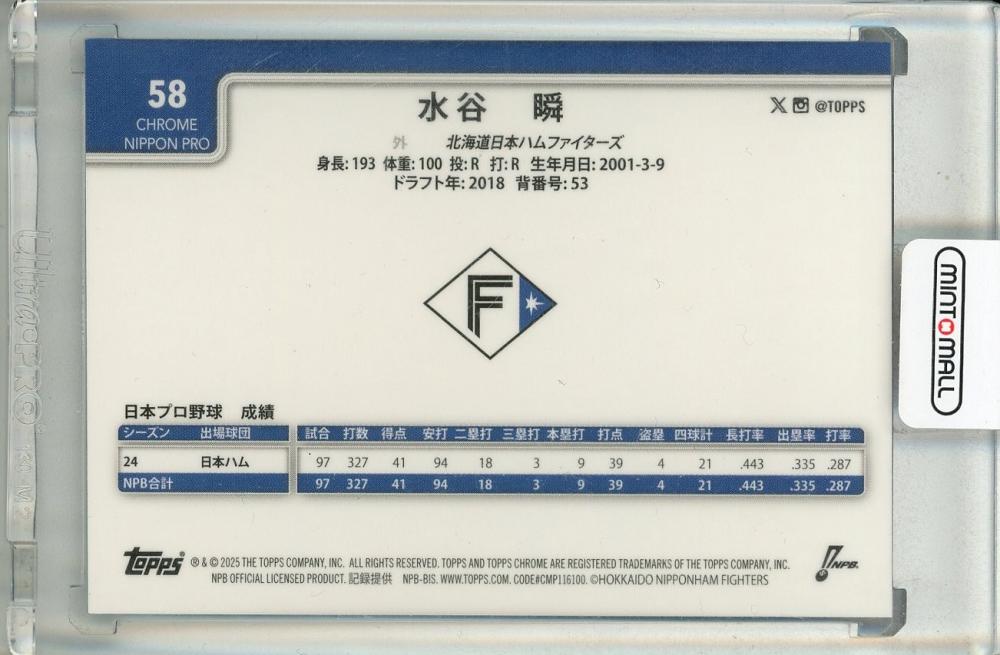 58
CHROME
NIPPON PRO
水谷 瞬
X @TOPPS
外 北海道日本ハムファイターズ
身長: 193 体重: 100 投: R 打: R 生年月日: 2001-3-9
ドラフト年: 2018 背番号: 53
F
日本プロ野球 成績
シーズン 出場球団 試合 打数 得点 安打 二塁打 三塁打 本塁打 打点 盗塁 四球計 長打率 出塁率 打率
24 日本ハム 97 327 41 94 18 3 9 39 4 21 .443 .335 .287
NPB合計 97 327 41 94 18 3 9 39 4 21 .443 .335 .287
Topps ® & © 2025 THE TOPPS COMPANY, INC. ALL RIGHTS RESERVED. TOPPS AND TOPPS CHROME ARE REGISTERED TRADEMARKS OF THE TOPPS COMPANY, INC.
NPB OFFICIAL LICENSED PRODUCT. 記録提供 NPB-BIS. WWW.TOPPS.COM. CODE#CMP116100. ©HOKKAIDO NIPPONHAM FIGHTERS
NPB.
MINT MALL
Ultra PRO